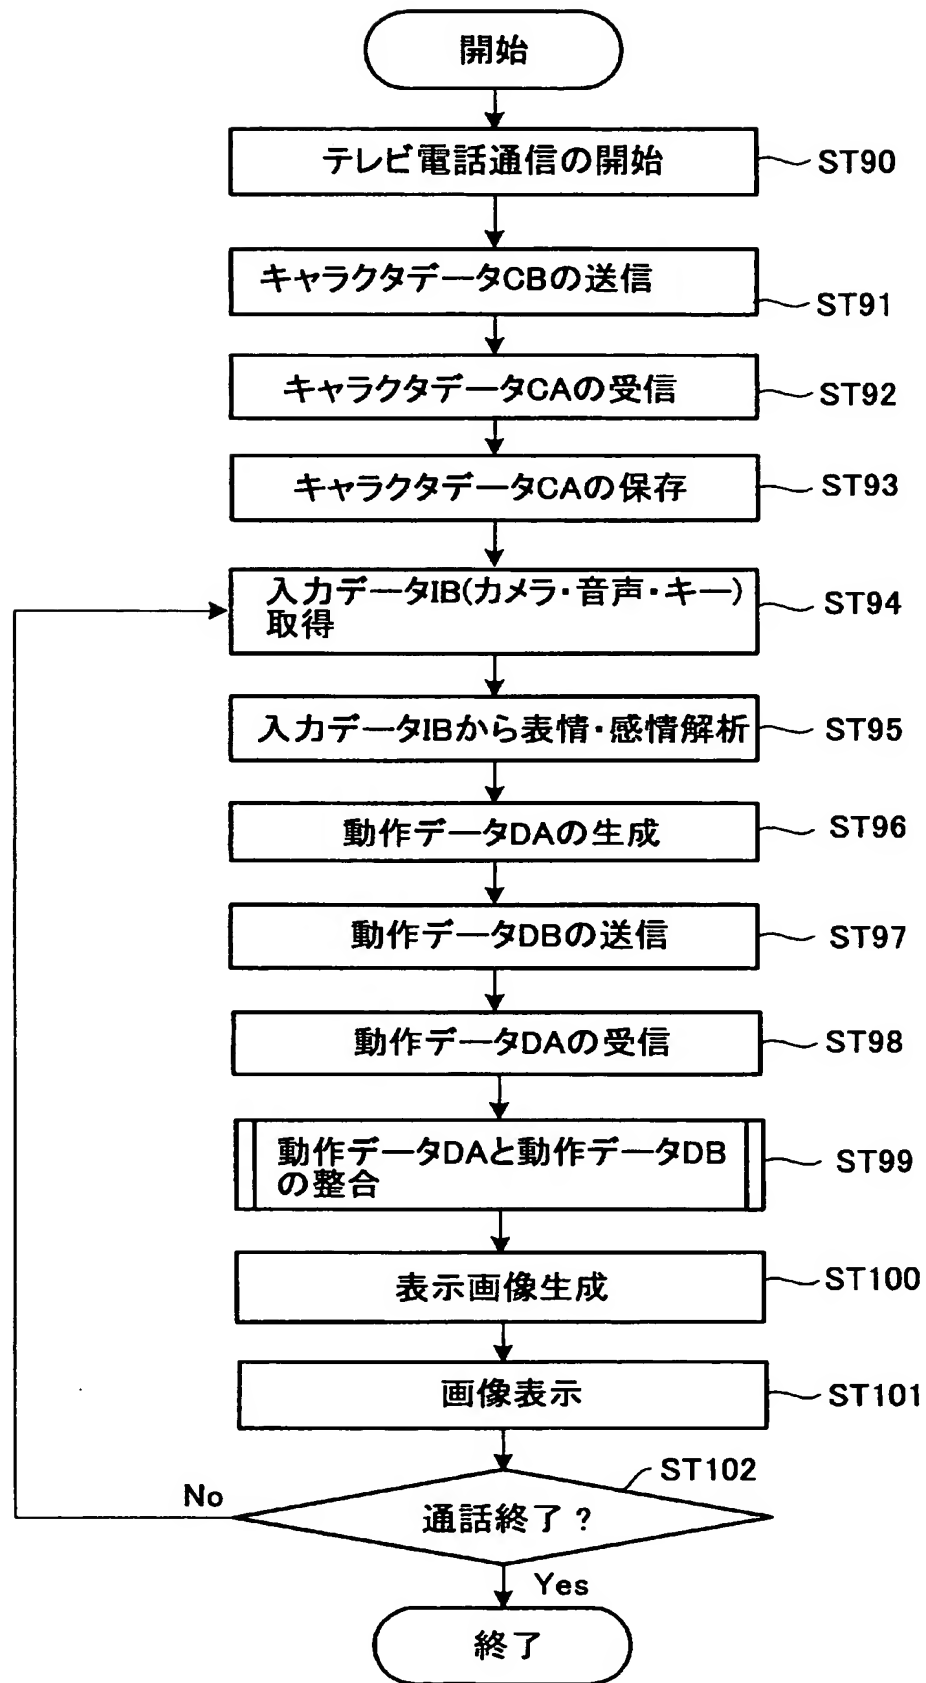 開始
テレビ電話通信の開始
ST90
キャラクタデータCBの送信
ST91
キャラクタデータCAの受信
ST92
キャラクタデータCAの保存
ST93
入力データIB(カメラ・音声・キー)
取得
ST94
入力データIBから表情・感情解析
ST95
動作データDAの生成
ST96
動作データDBの送信
ST97
動作データDAの受信
ST98
動作データDAと動作データDB
の整合
ST99
表示画像生成
ST100
画像表示
ST101
ST102
No
通話終了?
Yes
終了